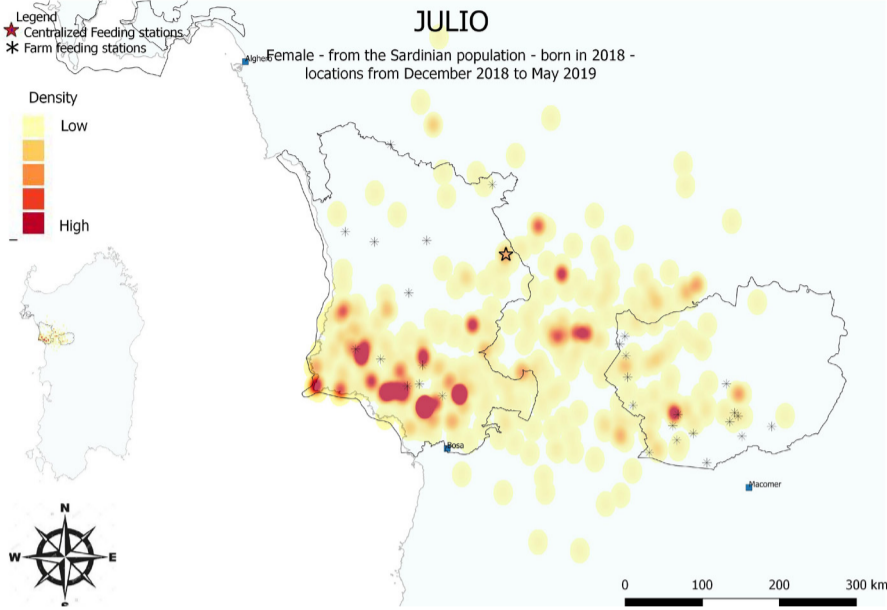 JULIO
Female - from the Sardinian population - born in 2018 -
locations from December 2018 to May 2019
Legend
Centralized Feeding stations
Farm feeding stations
Alghero
Density
Low
High
Bosa
Macomer
N
W E
S
0 100 200 300 km